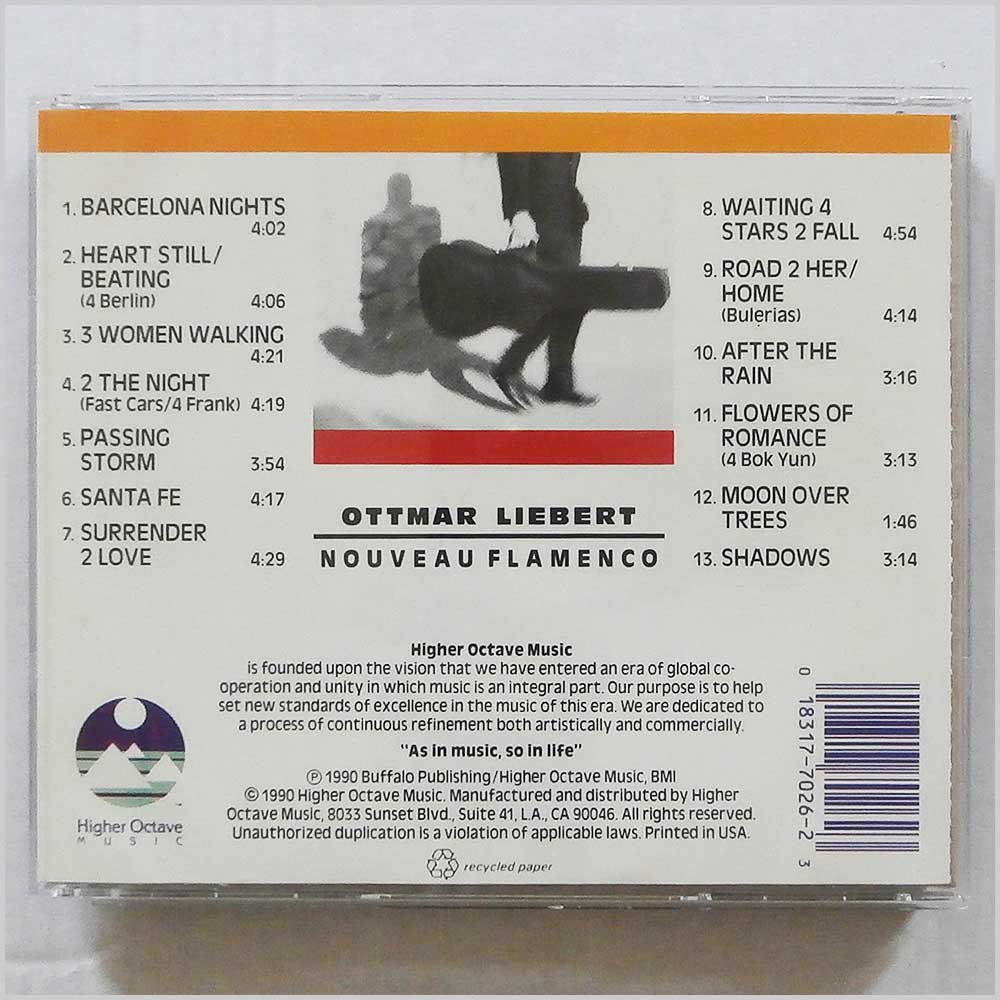 1. BARCELONA NIGHTS
4:02
2. HEART STILL/
BEATING
(4 Berlin) 4:06
3. 3 WOMEN WALKING
4:21
4. 2 THE NIGHT
(Fast Cars/4 Frank) 4:19
5. PASSING
STORM 3:54
6. SANTA FE 4:17
7. SURRENDER
2 LOVE 4:29
8. WAITING 4
STARS 2 FALL 4:54
9. ROAD 2 HER/
HOME
(Bulerias) 4:14
10. AFTER THE
RAIN 3:16
11. FLOWERS OF
ROMANCE
(4 Bok Yun) 3:13
12. MOON OVER
TREES 1:46
13. SHADOWS 3:14
OTTMAR LIEBERT
NOUVEAU FLAMENCO
Higher Octave Music
is founded upon the vision that we have entered an era of global co-
operation and unity in which music is an integral part. Our purpose is to help
set new standards of excellence in the music of this era. We are dedicated to
a process of continuous refinement both artistically and commercially.
"As in music, so in life"
℗ 1990 Buffalo Publishing/Higher Octave Music, BMI
© 1990 Higher Octave Music. Manufactured and distributed by Higher
Octave Music, 8033 Sunset Blvd., Suite 41, L.A., CA 90046. All rights reserved.
Unauthorized duplication is a violation of applicable laws. Printed in USA.
recycled paper
Higher Octave
MUSIC
™
0 18317-7026-2 3